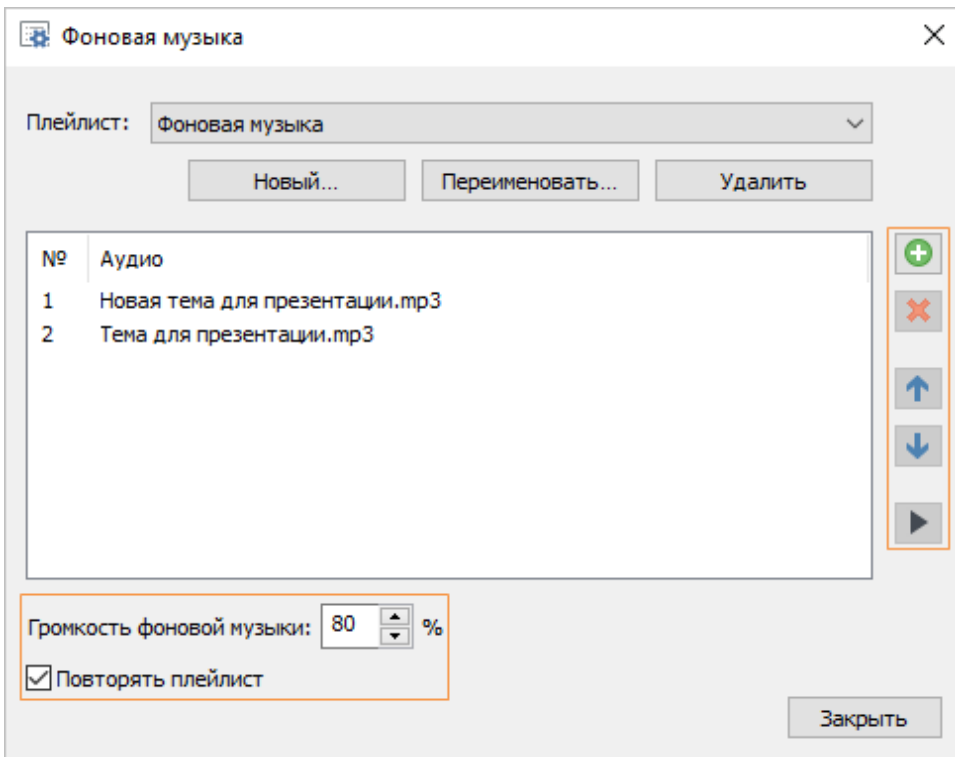 Фоновая музыка
Плейлист: Фоновая музыка
Новый... Переименовать... Удалить
№ Аудио
1 Новая тема для презентации.mp3
2 Тема для презентации.mp3
Громкость фоновой музыки: 80 %
Повторять плейлист
Закрыть